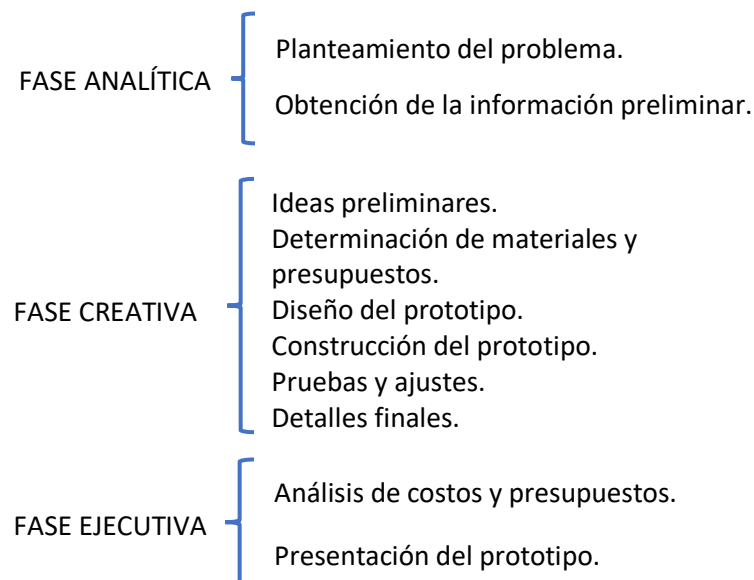 FASE ANALÍTICA
Planteamiento del problema.
Obtención de la información preliminar.
FASE CREATIVA
Ideas preliminares.
Determinación de materiales y
presupuestos.
Diseño del prototipo.
Construcción del prototipo.
Pruebas y ajustes.
Detalles finales.
FASE EJECUTIVA
Análisis de costos y presupuestos.
Presentación del prototipo.